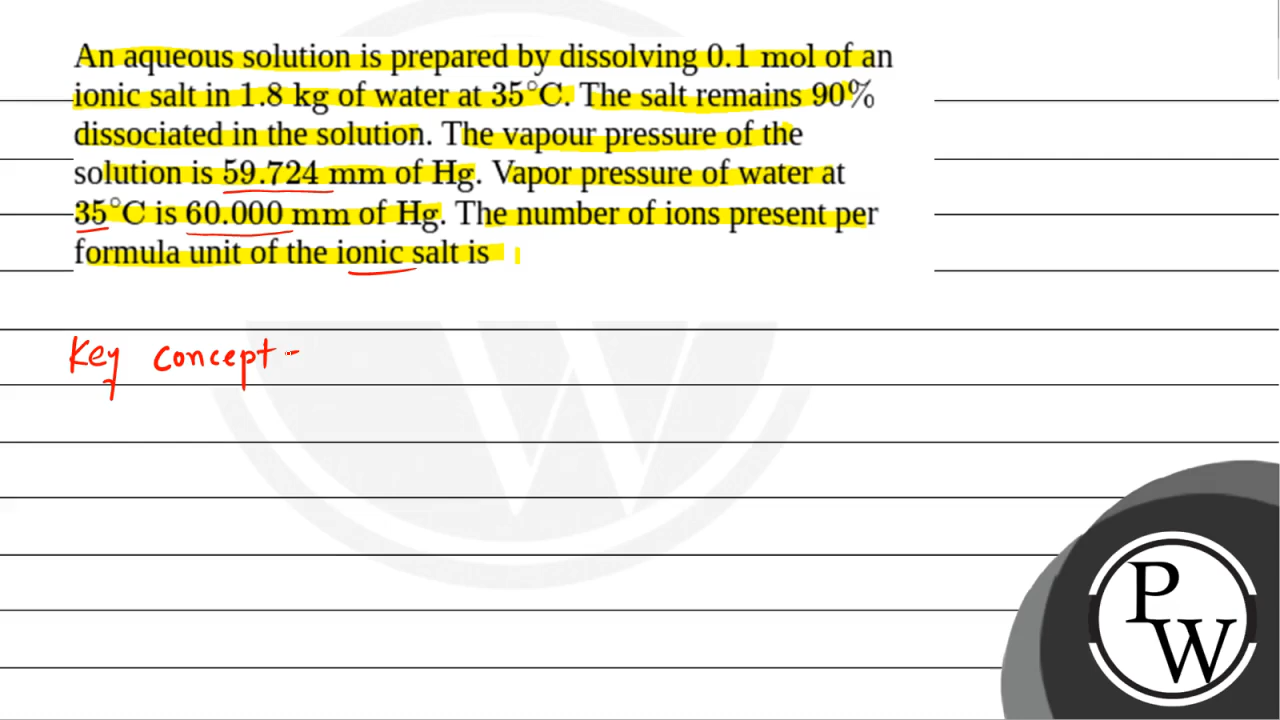 An aqueous solution is prepared by dissolving 0.1 mol of an
ionic salt in 1.8 kg of water at 35°C. The salt remains 90%
dissociated in the solution. The vapour pressure of the
solution is 59.724 mm of Hg. Vapor pressure of water at
35°C is 60.000 mm of Hg. The number of ions present per
formula unit of the ionic salt is
Key concept -
P
W